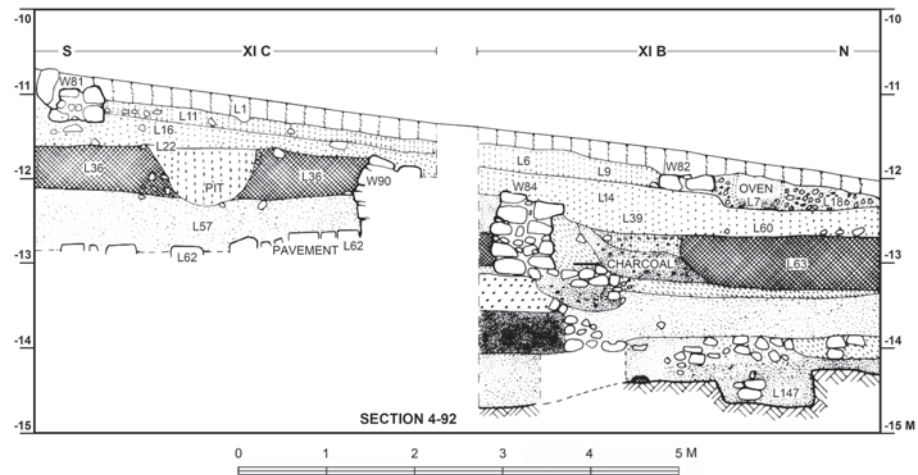 -10 -10
S XI C XI B N
W81
-11 L1 -11
L11
L16
L22
L6
L9 W82
-12 L36 PIT L36 W90 W84 OVEN -12
L7 L18
L14
L39
L57 L60
L62 PAVEMENT L62
-13 CHARCOAL L63 -13
-14 -14
L147
SECTION 4-92
-15 -15 M
0 1 2 3 4 5 M